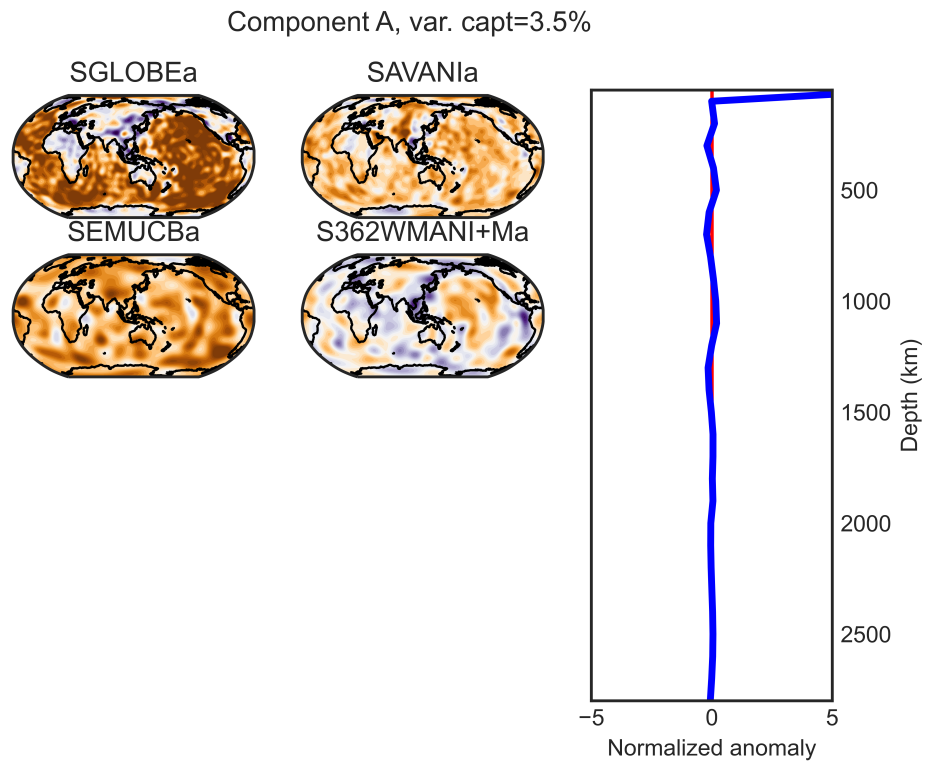 Component A, var. capt=3.5%
SGLOBEa
SAVANIa
SEMUCBa
S362WMANI+Ma
500
1000
1500
2000
2500
Depth (km)
−5
0
5
Normalized anomaly